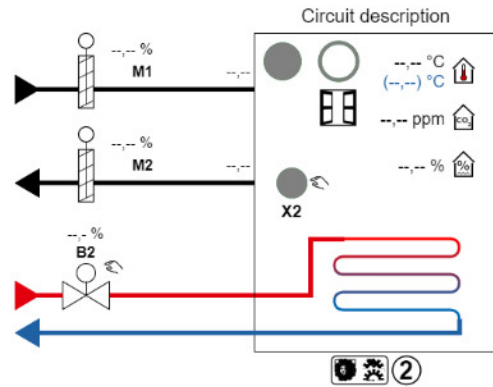 Circuit description
--,-- %
M1
--,--
--,-- °C
(--,--) °C
--,-- ppm
CO₂
--,-- %
M2
--,--
--,-- %
%
X2
--,- %
B2
2